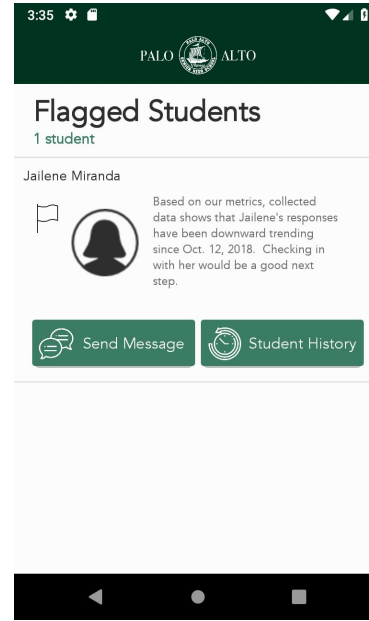 3:35
PALO ALTO
Flagged Students
1 student
Jailene Miranda
Based on our metrics, collected
data shows that Jailene's responses
have been downward trending
since Oct. 12, 2018. Checking in
with her would be a good next
step.
Send Message
Student History